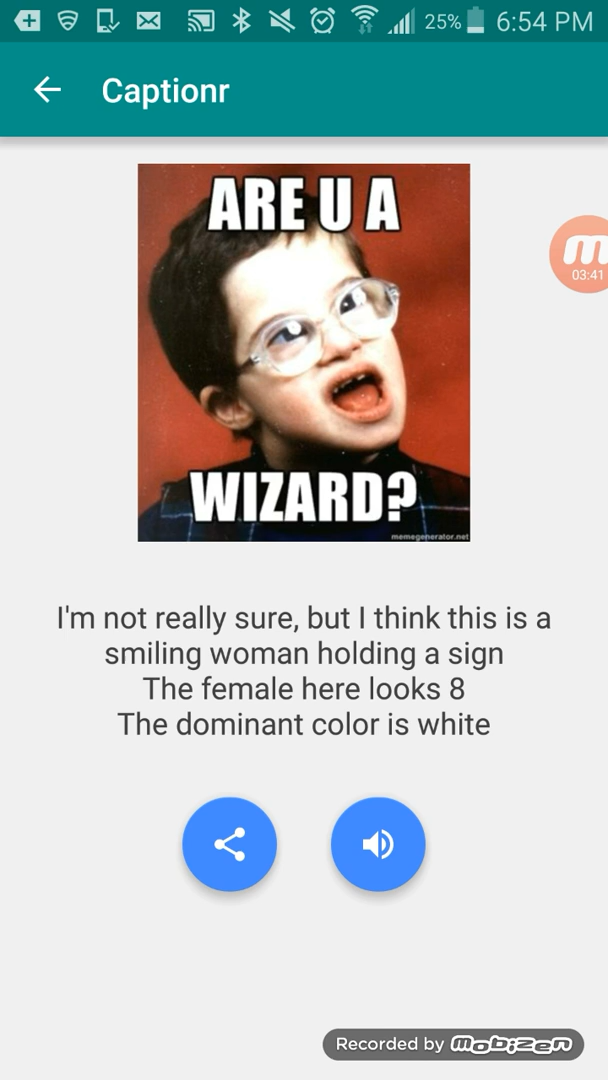 25% 6:54 PM
Captionr
ARE U A
m
03:41
WIZARD?
memegenerator.net
I'm not really sure, but I think this is a
smiling woman holding a sign
The female here looks 8
The dominant color is white
Recorded by mobizen